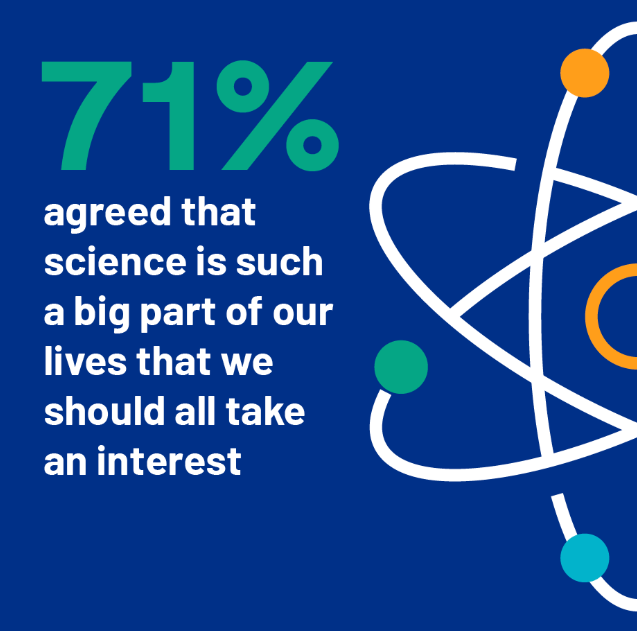 71%
agreed that
science is such
a big part of our
lives that we
should all take
an interest